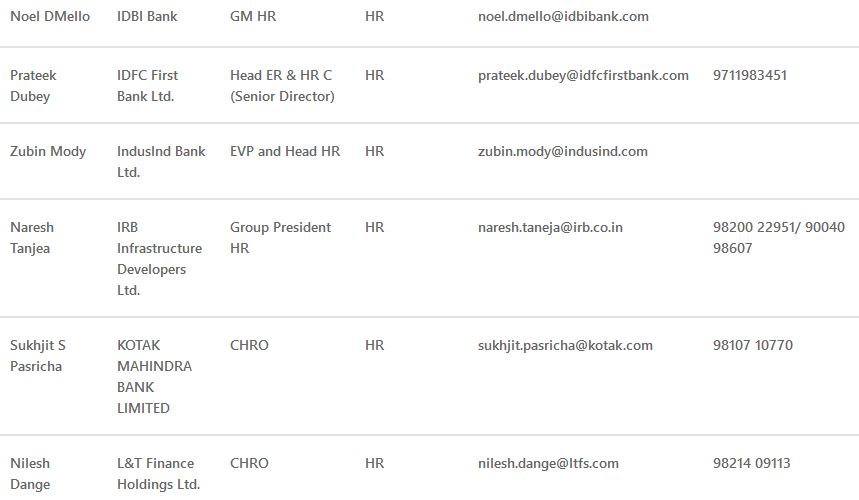 Noel DMello IDBI Bank GM HR HR noel.dmello@idbibank.com
Prateek IDFC First Head ER & HR C HR prateek.dubey@idfcfirstbank.com 9711983451
Dubey Bank Ltd. (Senior Director)
Zubin Mody IndusInd Bank EVP and Head HR HR zubin.mody@indusind.com
Ltd.
Naresh IRB Group President HR naresh.taneja@irb.co.in 98200 22951/ 90040
Tanjea Infrastructure HR 98607
Developers
Ltd.
Sukhjit S KOTAK CHRO HR sukhjit.pasricha@kotak.com 98107 10770
Pasricha MAHINDRA
BANK
LIMITED
Nilesh L&T Finance CHRO HR nilesh.dange@ltfs.com 98214 09113
Dange Holdings Ltd.